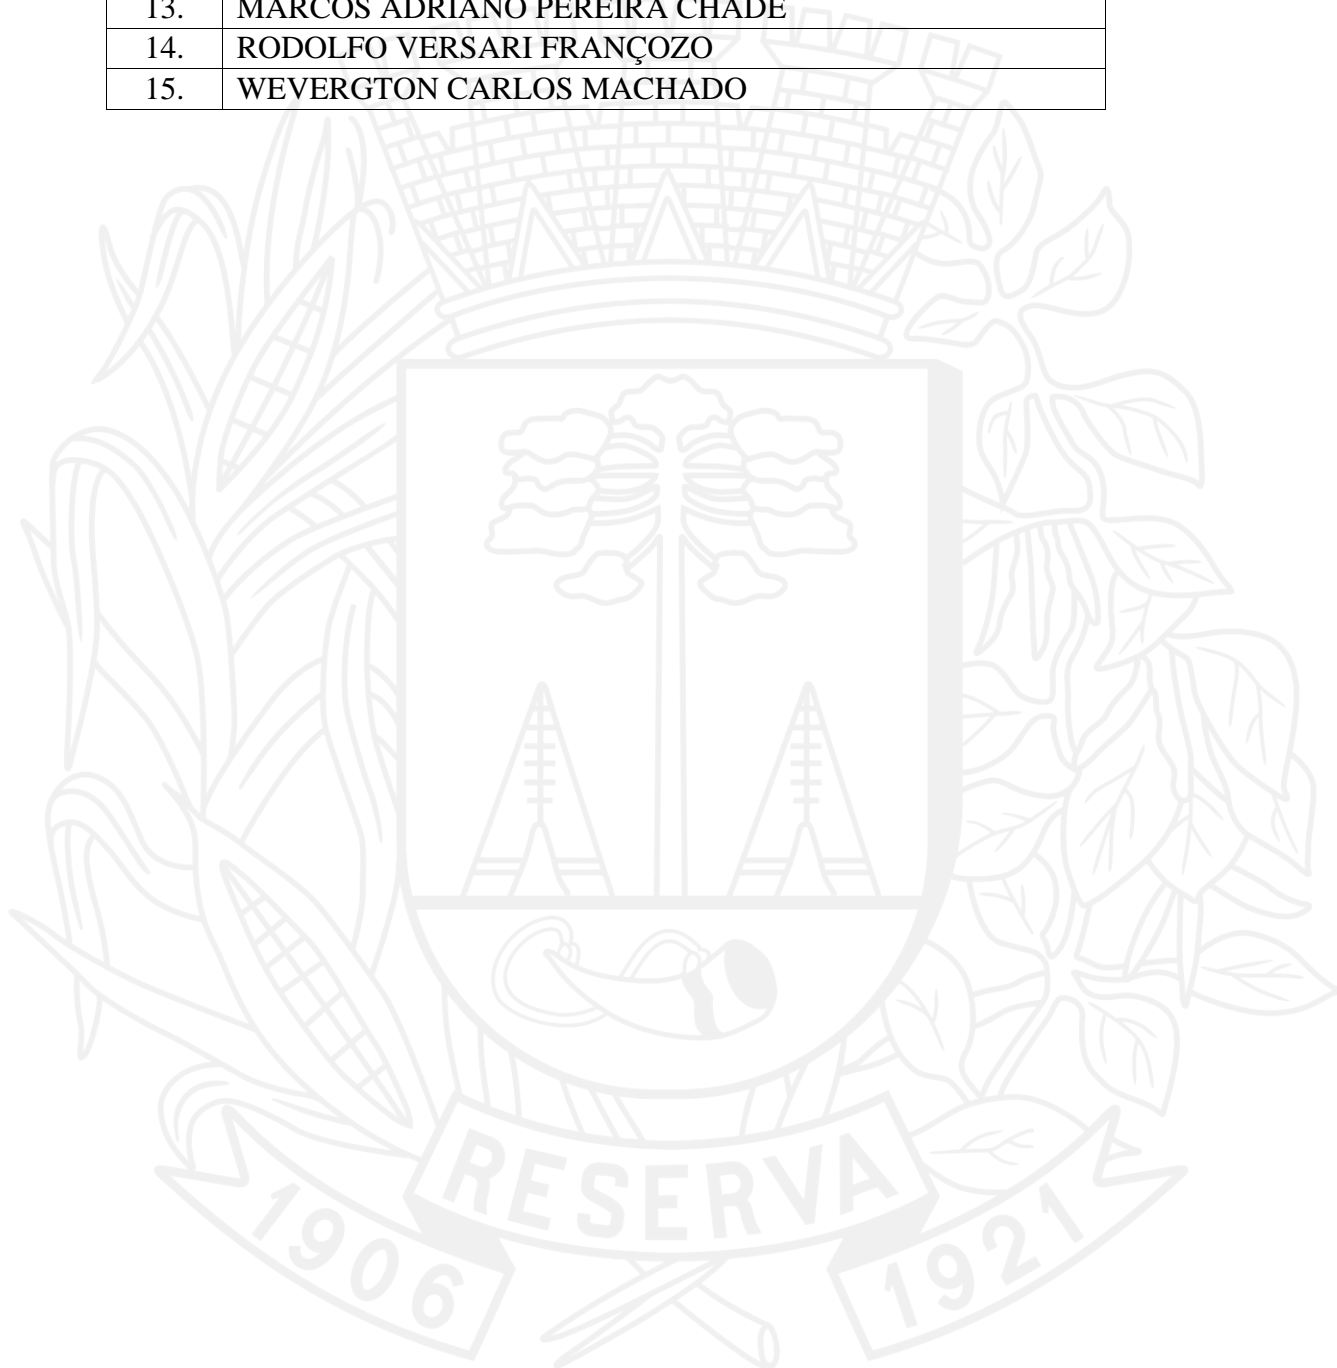 13. MARCOS ADRIANO PEREIRA CHADE
14. RODOLFO VERSARI FRANÇOZO
15. WEVERGTON CARLOS MACHADO
RESERVA
1906 1921